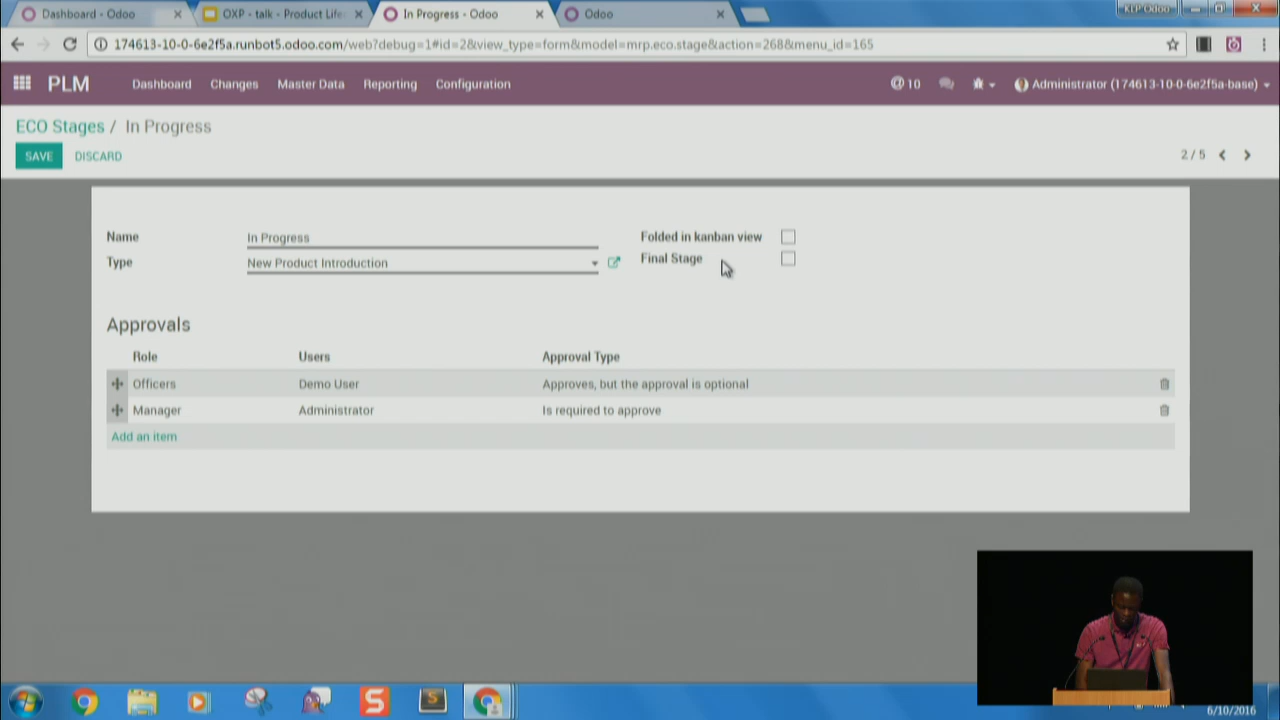 Dashboard - Odoo
OXP - talk - Product Life
In Progress - Odoo
Odoo
KLP Odoo
174613-10-0-6e2f5a.runbot5.odoo.com/web?debug=1#id=2&view_type=form&model=mrp.eco.stage&action=268&menu_id=165
PLM Dashboard Changes Master Data Reporting Configuration @ 10 Administrator (174613-10-0-6e2f5a-base)
ECO Stages / In Progress
SAVE DISCARD 2 / 5
Name In Progress Folded in kanban view
Type New Product Introduction Final Stage
Approvals
Role Users Approval Type
Officers Demo User Approves, but the approval is optional
Manager Administrator Is required to approve
Add an item
6/10/2016